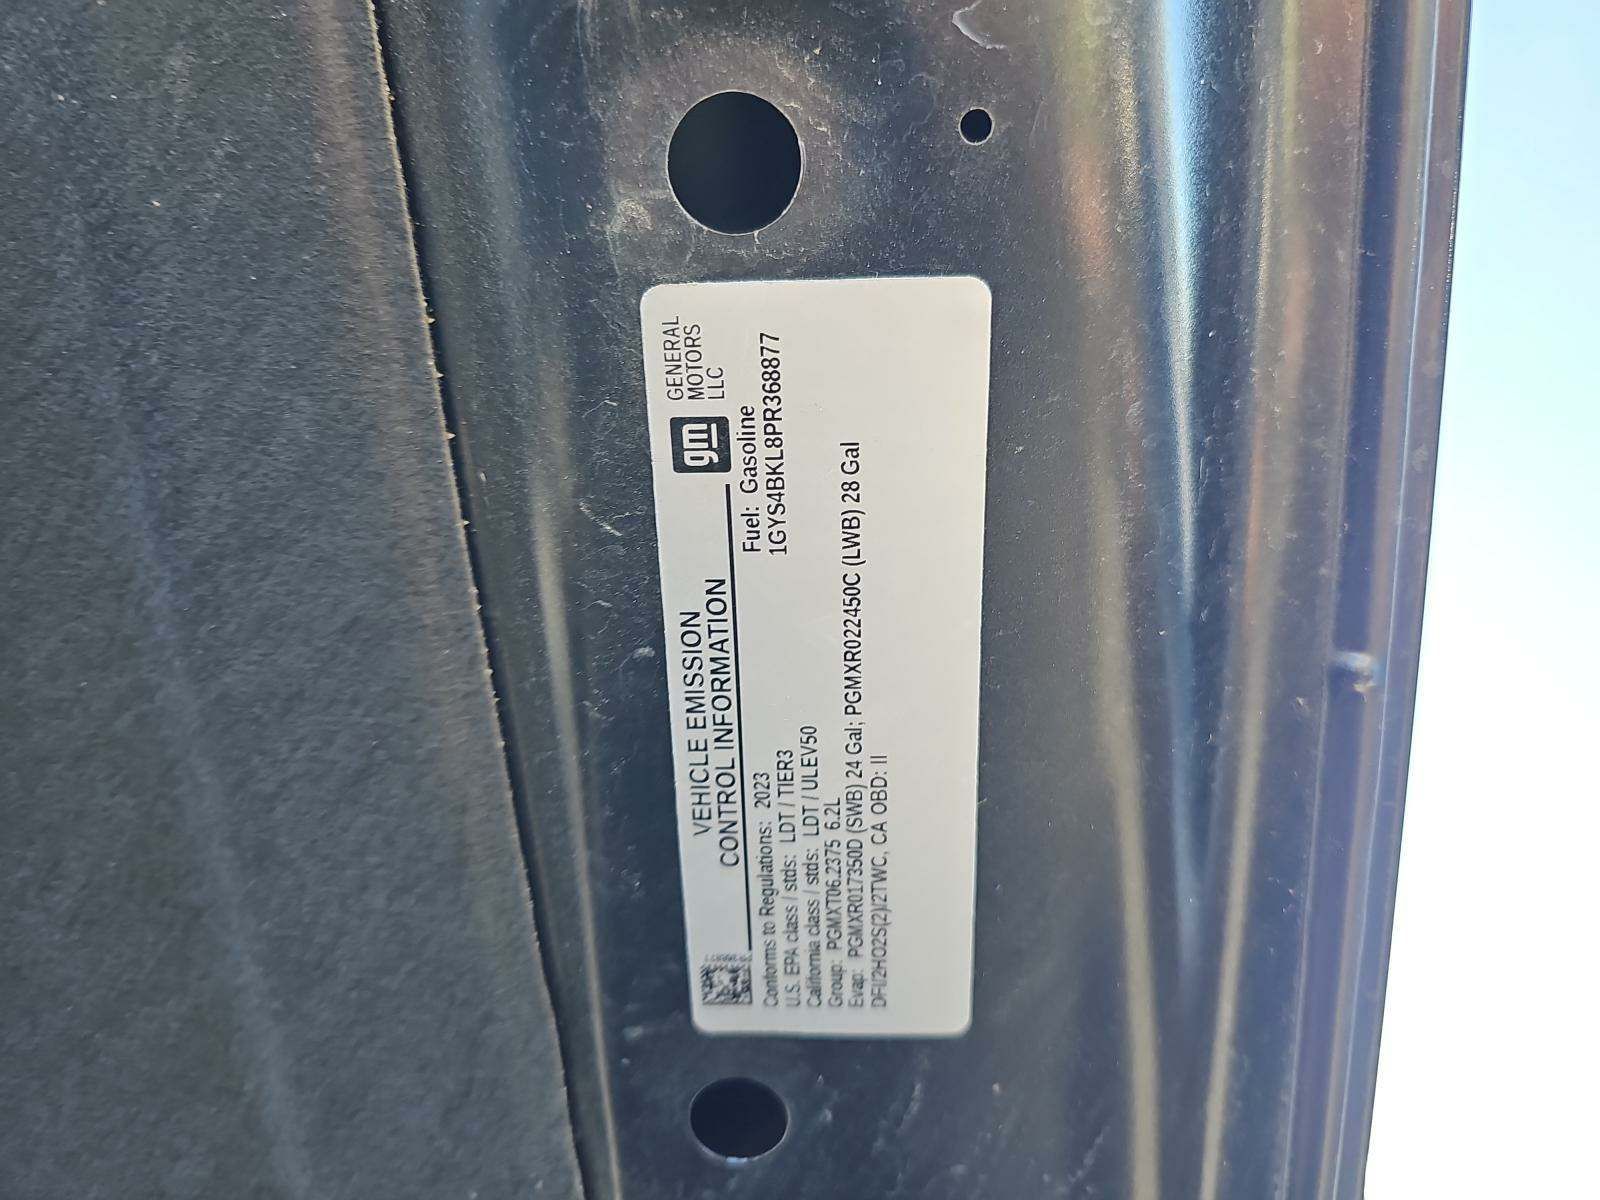 VEHICLE EMISSION
CONTROL INFORMATION
gm
GENERAL
MOTORS
LLC
Fuel: Gasoline
1GYS4BKL8PR368877
Conforms to Regulations: 2023
U.S. EPA class / stds: LDT / TIER3
California class / stds: LDT / ULEV50
Group: PGMXT06.2375 6.2L
Evap: PGMXR017350D (SWB) 24 Gal; PGMXR022450C (LWB) 28 Gal
DFI/2HO2S(2)/2TWC, CA OBD: II